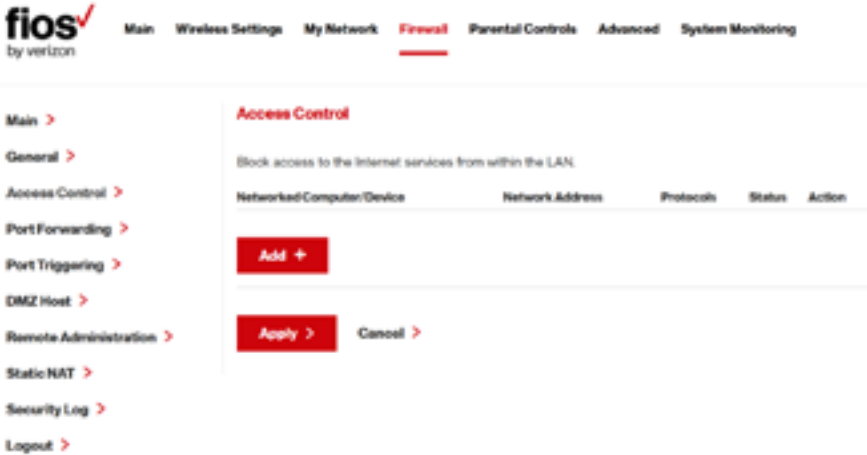 fios
by verizon
Main Wireless Settings My Network Firewall Parental Controls Advanced System Monitoring
Main >
General >
Access Control >
Port Forwarding >
Port Triggering >
DMZ Host >
Remote Administration >
Static NAT >
Security Log >
Logout >
Access Control
Block access to the Internet services from within the LAN.
Networked Computer/Device Network Address Protocols Status Action
Add +
Apply > Cancel >